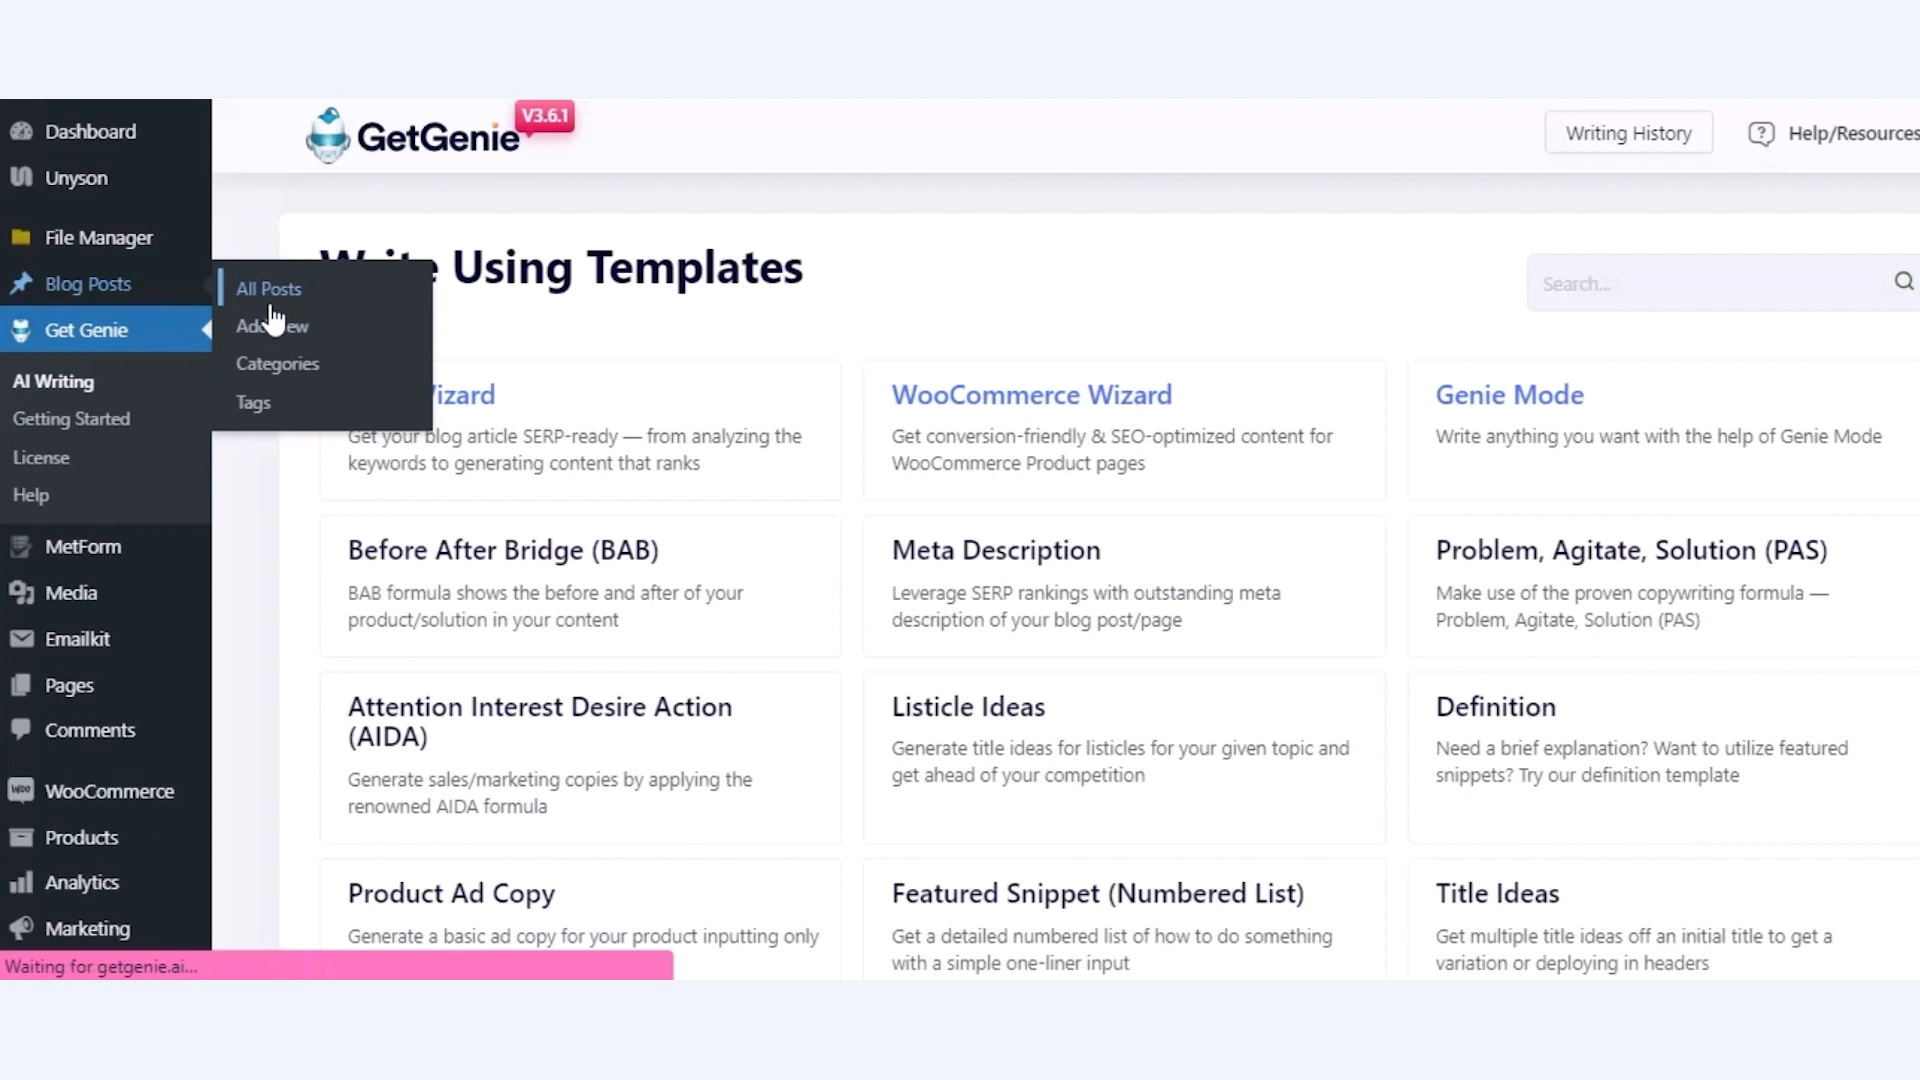 Dashboard
Unyson
File Manager
Blog Posts
Get Genie
AI Writing
Getting Started
License
Help
MetForm
Media
Emailkit
Pages
Comments
WooCommerce
Products
Analytics
Marketing
Waiting for getgenie.ai...
All Posts
Categories
Tags
GetGenie
V3.6.1
Writing History
Help/Resources
Using Templates
Search...
WooCommerce Wizard
Get your blog article SERP-ready — from analyzing the
keywords to generating content that ranks
Get conversion-friendly & SEO-optimized content for
WooCommerce Product pages
Genie Mode
Write anything you want with the help of Genie Mode
Before After Bridge (BAB)
BAB formula shows the before and after of your
product/solution in your content
Meta Description
Leverage SERP rankings with outstanding meta
description of your blog post/page
Problem, Agitate, Solution (PAS)
Make use of the proven copywriting formula —
Problem, Agitate, Solution (PAS)
Attention Interest Desire Action
(AIDA)
Generate sales/marketing copies by applying the
renowned AIDA formula
Listicle Ideas
Generate title ideas for listicles for your given topic and
get ahead of your competition
Definition
Need a brief explanation? Want to utilize featured
snippets? Try our definition template
Product Ad Copy
Generate a basic ad copy for your product inputting only
Featured Snippet (Numbered List)
Get a detailed numbered list of how to do something
with a simple one-liner input
Title Ideas
Get multiple title ideas off an initial title to get a
variation or deploying in headers